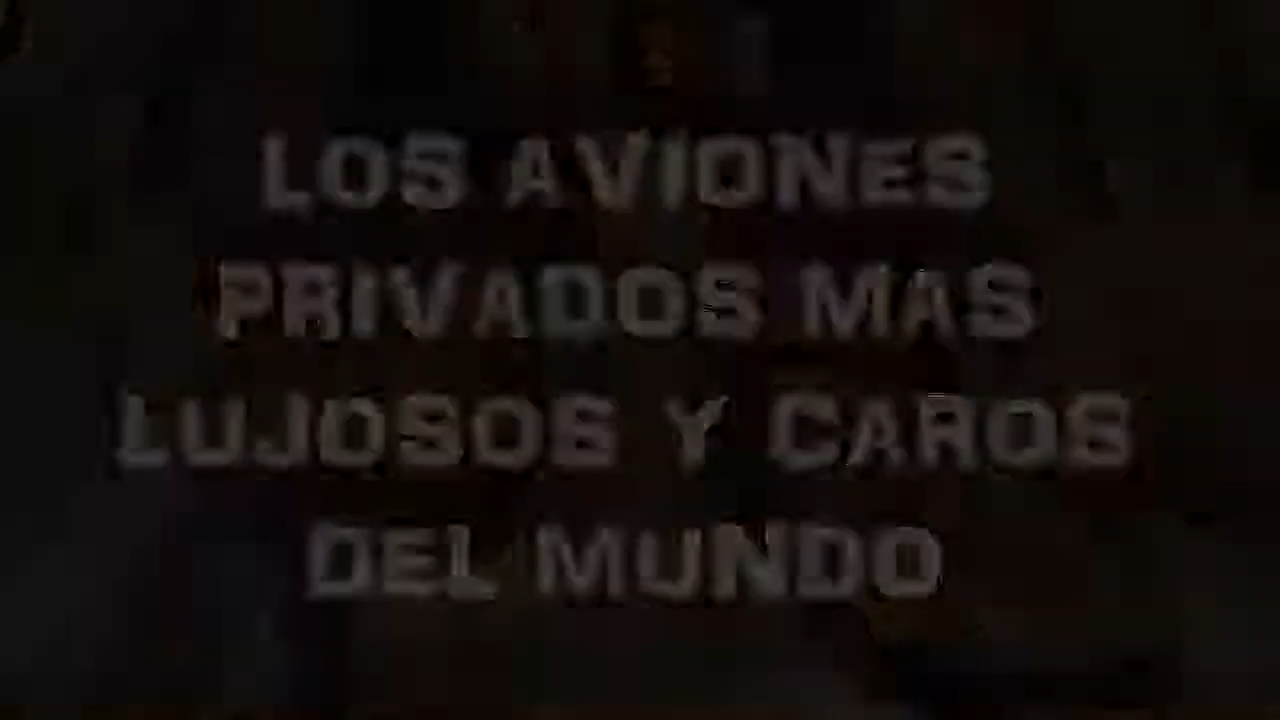 LOS AVIONES
PRIVADOS MAS
LUJOSOS Y CAROS
DEL MUNDO